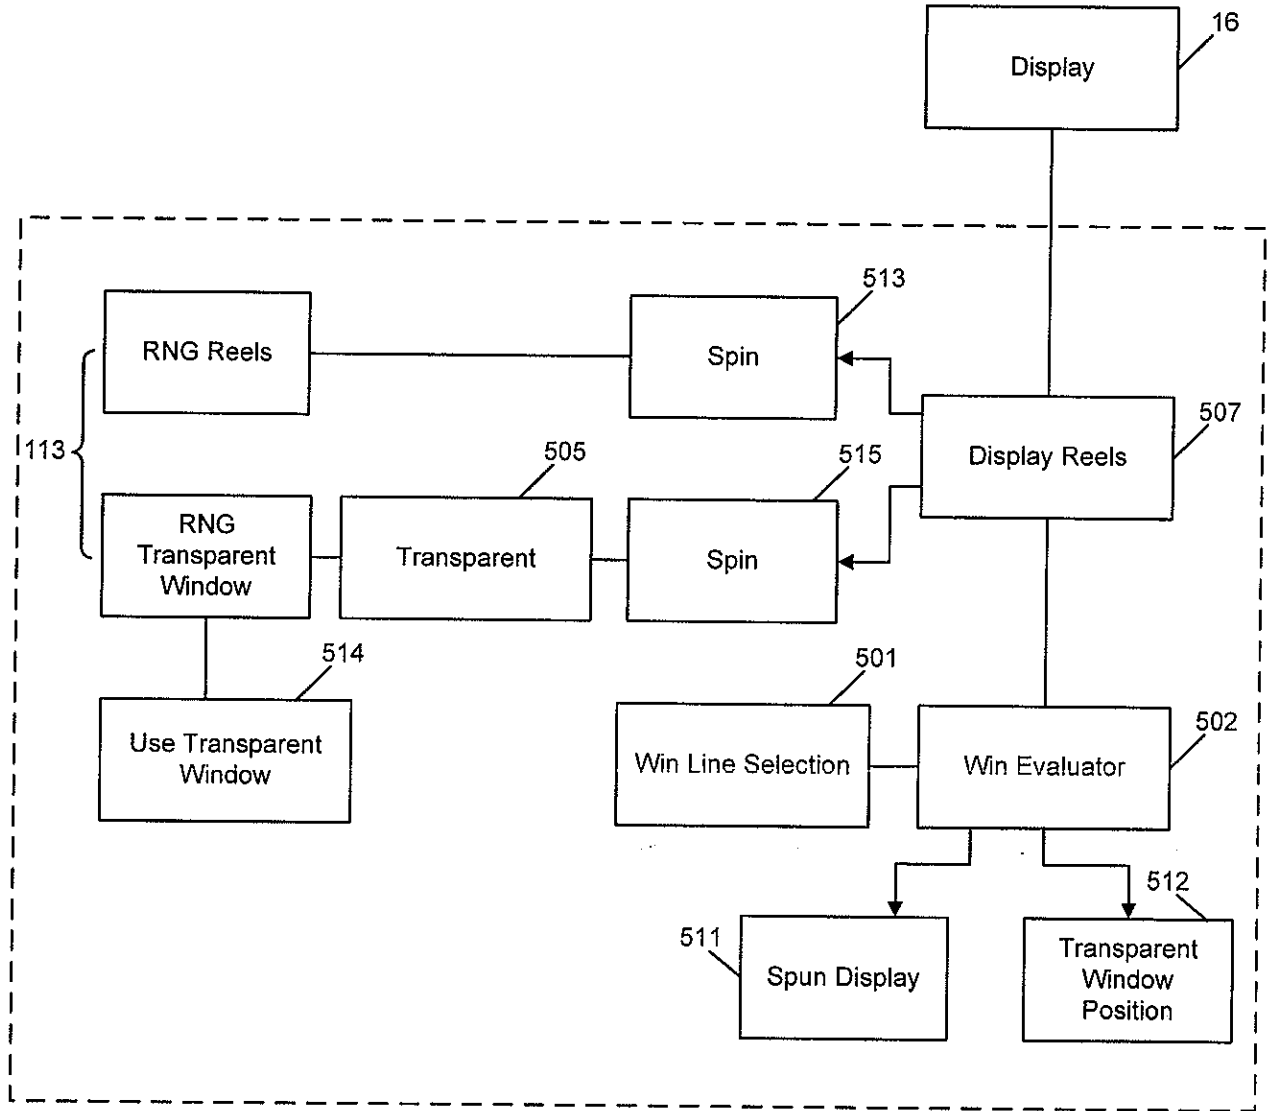 16
Display
513
RNG Reels
Spin
507
113
505
515
Display Reels
RNG
Transparent
Window
Transparent
Spin
514
501
502
Use Transparent
Window
Win Line Selection
Win Evaluator
512
511
Spun Display
Transparent
Window
Position